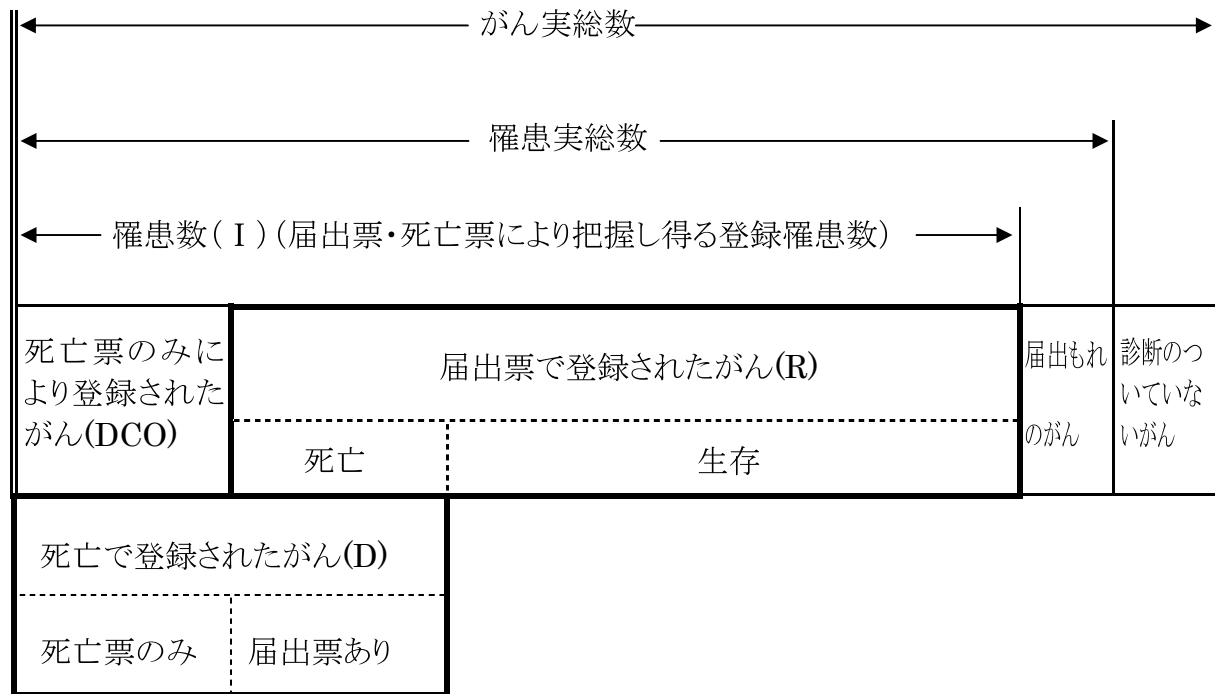 がん実総数
罹患実総数
罹患数(Ⅰ)(届出票・死亡票により把握し得る登録罹患数)
死亡票のみに
より登録された
がん(DCO)
届出票で登録されたがん(R)
死亡
生存
届出もれ
のがん
診断のつ
いていな
いがん
死亡で登録されたがん(D)
死亡票のみ
届出票あり